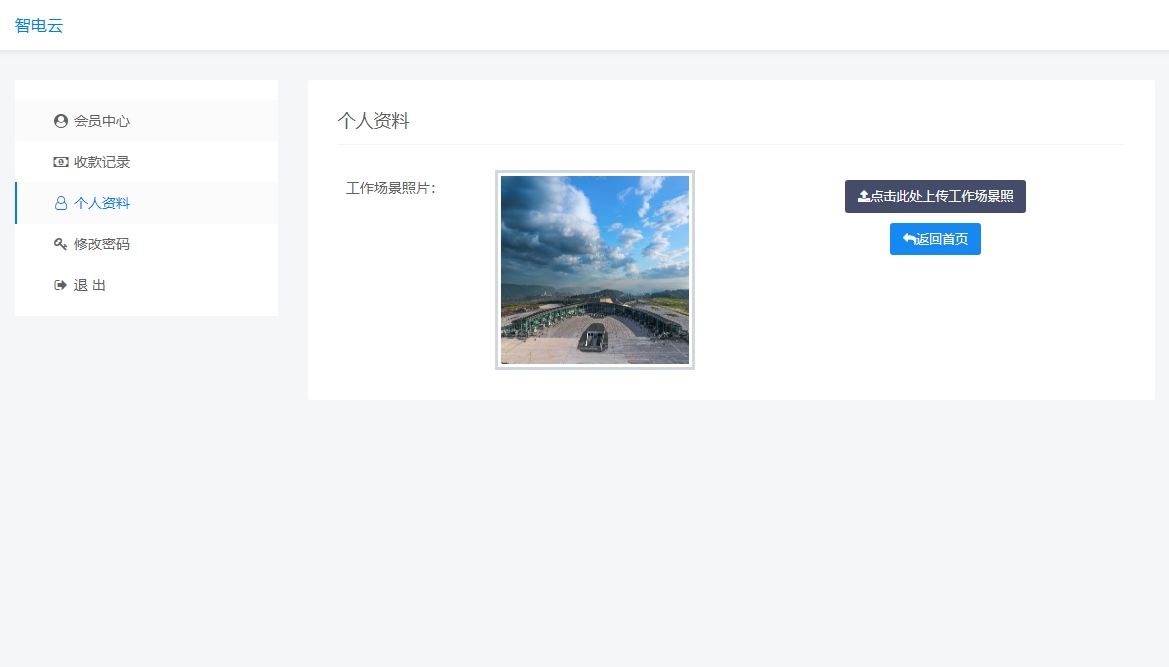 智电云
会员中心
收款记录
个人资料
修改密码
退 出
个人资料
工作场景照片：
点击此处上传工作场景照
返回首页